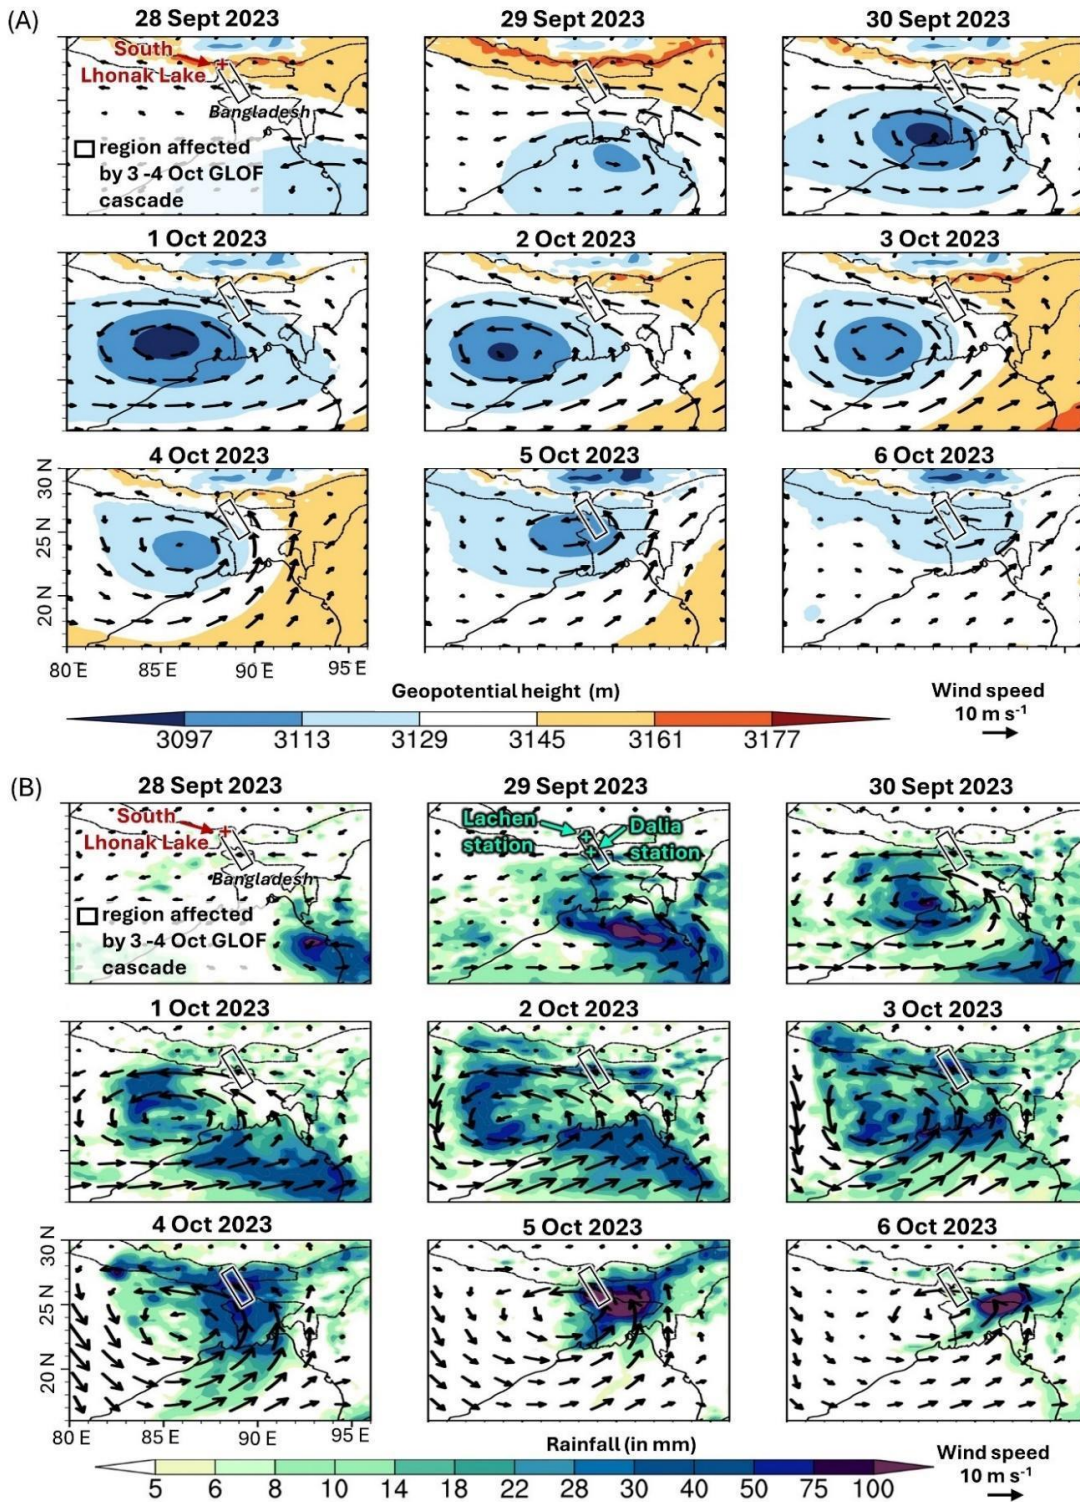 (A)
28 Sept 2023
29 Sept 2023
30 Sept 2023
South
Lhonak Lake
Bangladesh
region affected
by 3 -4 Oct GLOF
cascade
1 Oct 2023
2 Oct 2023
3 Oct 2023
4 Oct 2023
5 Oct 2023
6 Oct 2023
30 N
25 N
20 N
80 E
85 E
90 E
95 E
Geopotential height (m)
3097 3113 3129 3145 3161 3177
Wind speed
10 m s⁻¹
(B)
28 Sept 2023
29 Sept 2023
30 Sept 2023
South
Lhonak Lake
Bangladesh
region affected
by 3 -4 Oct GLOF
cascade
Lachen
station
Dalia
station
1 Oct 2023
2 Oct 2023
3 Oct 2023
4 Oct 2023
5 Oct 2023
6 Oct 2023
30 N
25 N
20 N
80 E
85 E
90 E
95 E
Rainfall (in mm)
5 6 8 10 14 18 22 28 30 40 50 75 100
Wind speed
10 m s⁻¹